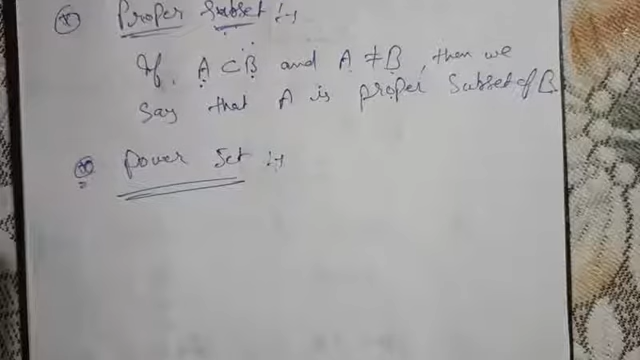 Proper Subset :-
If, A ⊂ B and A ≠ B, then we
Say that A is proper Subset of B
Power Set :-